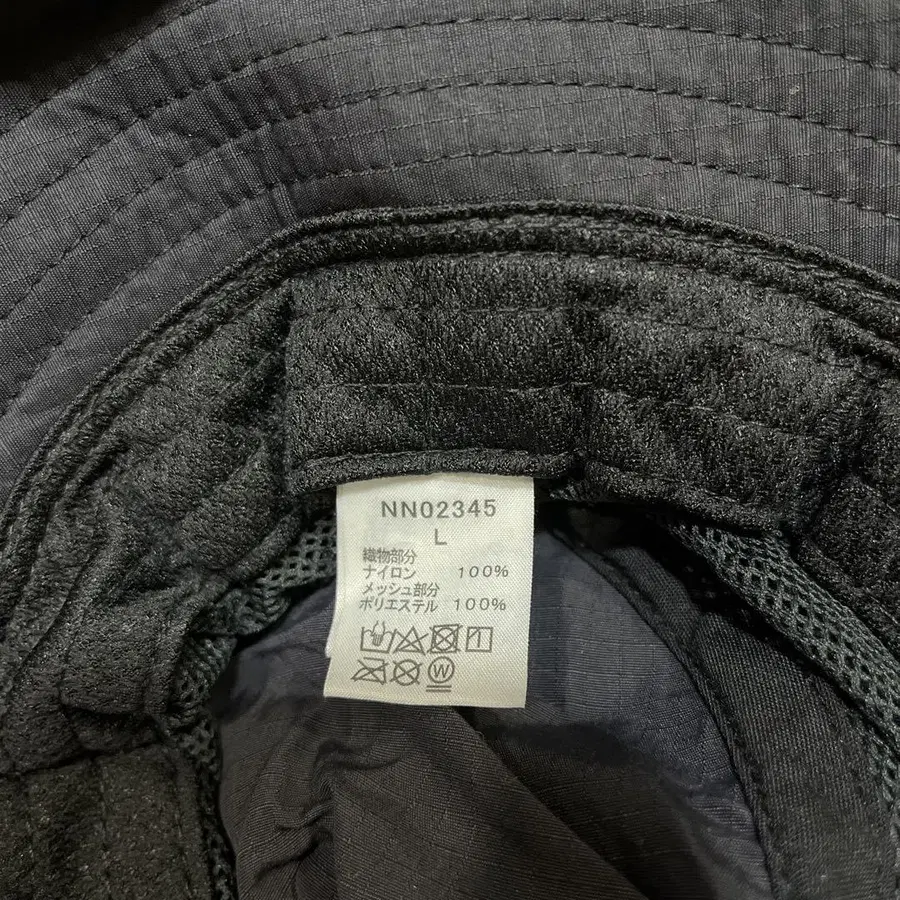 NN02345
L
織物部分
ナイロン 100%
メッシュ部分
ポリエステル 100%
W